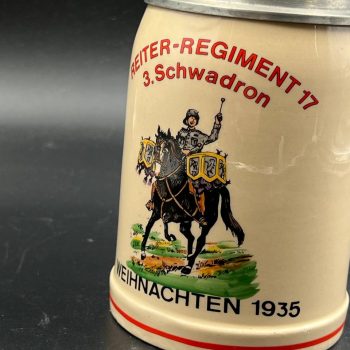 REITER-REGIMENT 17
3. Schwadron
WEIHNACHTEN 1935